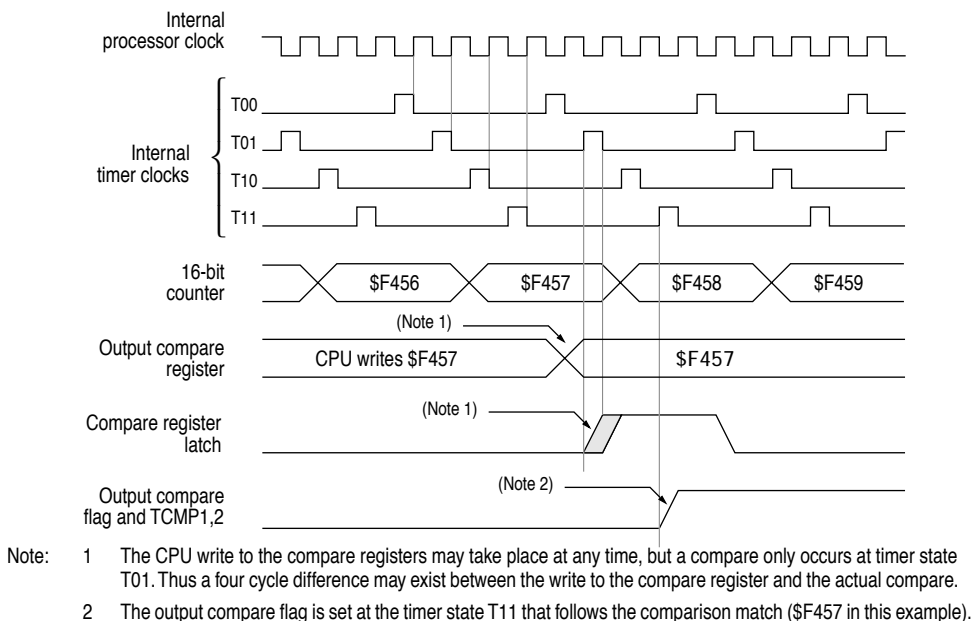 Internal
processor clock
T00
T01
Internal
timer clocks
T10
T11
16-bit
counter
$F456
$F457
$F458
$F459
(Note 1)
Output compare
register
CPU writes $F457
$F457
(Note 1)
Compare register
latch
(Note 2)
Output compare
flag and TCMP1,2
Note: 1 The CPU write to the compare registers may take place at any time, but a compare only occurs at timer state
T01. Thus a four cycle difference may exist between the write to the compare register and the actual compare.
2 The output compare flag is set at the timer state T11 that follows the comparison match ($F457 in this example).